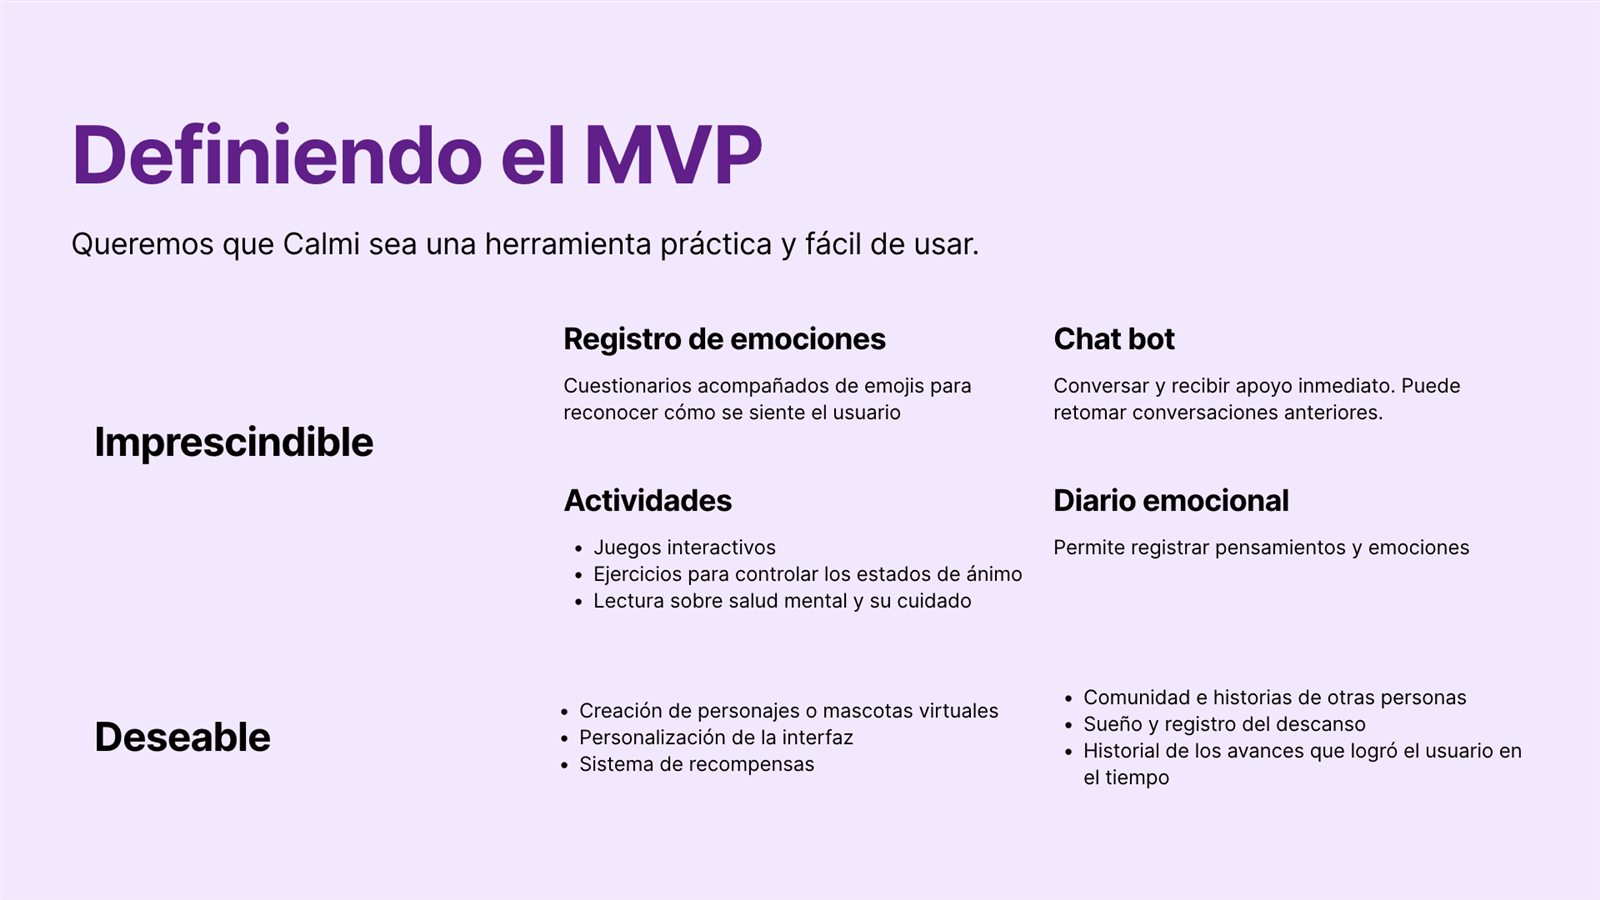 Definiendo el MVP
Queremos que Calmi sea una herramienta práctica y fácil de usar.
Imprescindible
Registro de emociones
Cuestionarios acompañados de emojis para
reconocer cómo se siente el usuario
Chat bot
Conversar y recibir apoyo inmediato. Puede
retomar conversaciones anteriores.
Actividades
• Juegos interactivos
• Ejercicios para controlar los estados de ánimo
• Lectura sobre salud mental y su cuidado
Diario emocional
Permite registrar pensamientos y emociones
Deseable
• Creación de personajes o mascotas virtuales
• Personalización de la interfaz
• Sistema de recompensas
• Comunidad e historias de otras personas
• Sueño y registro del descanso
• Historial de los avances que logró el usuario en
el tiempo